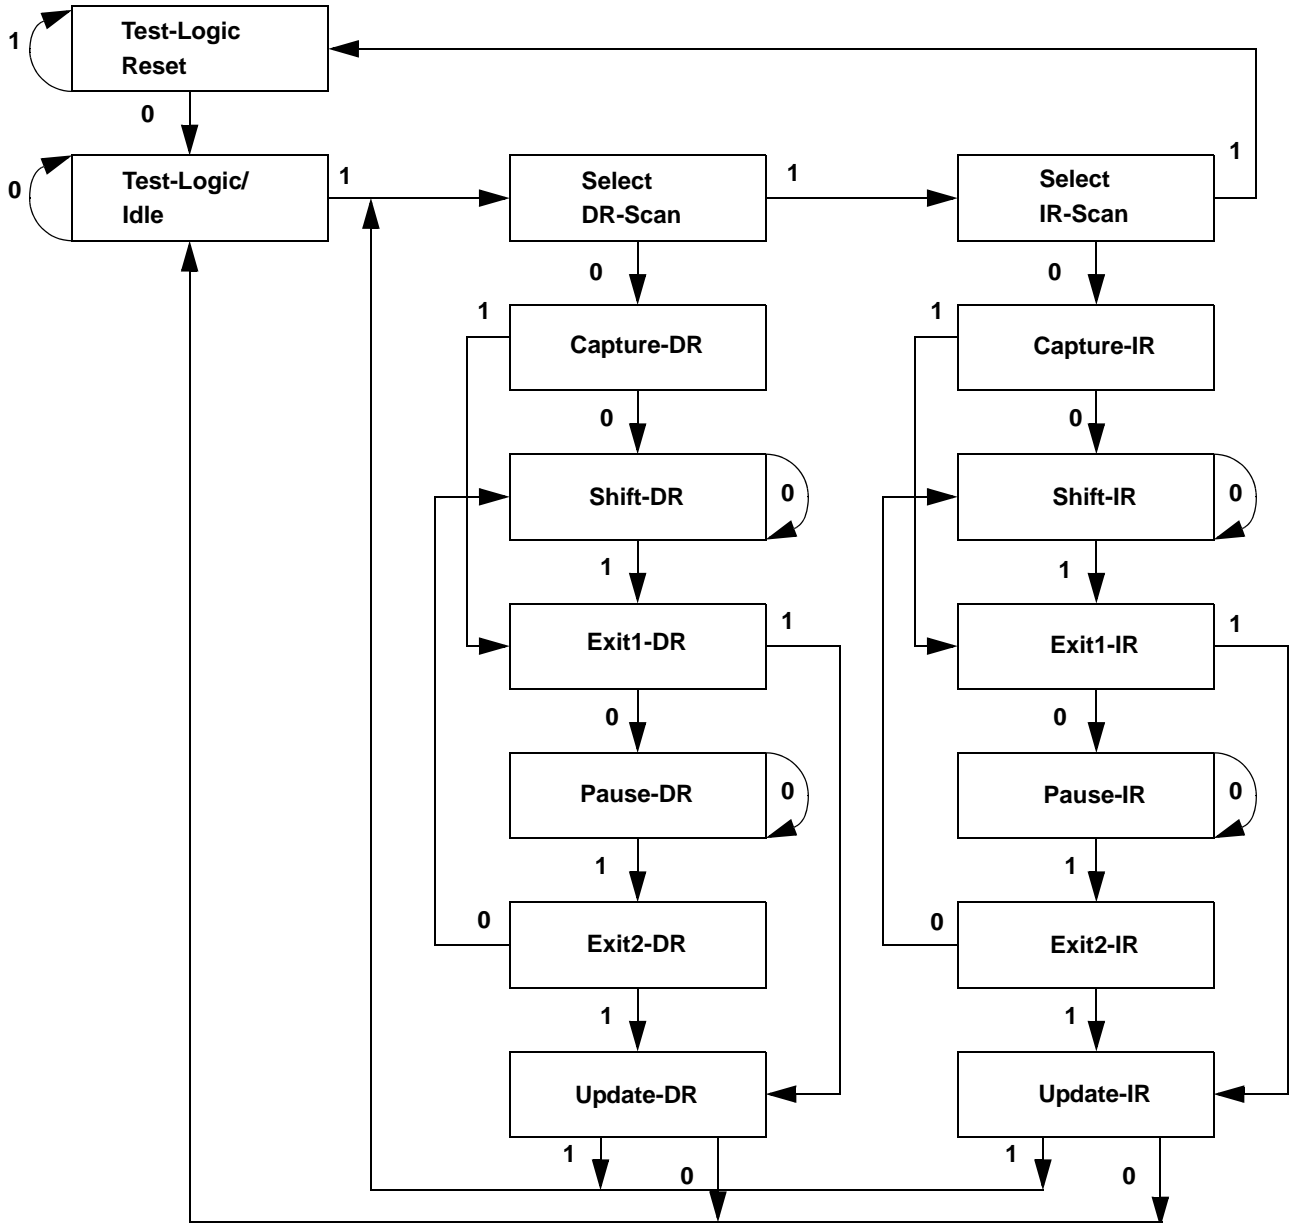 1
Test-Logic
Reset
0
0
Test-Logic/
Idle
1
Select
DR-Scan
1
Select
IR-Scan
1
0
0
1
Capture-DR
1
Capture-IR
0
0
Shift-DR
0
Shift-IR
0
1
1
Exit1-DR
1
Exit1-IR
1
0
0
Pause-DR
0
Pause-IR
0
1
1
0
Exit2-DR
0
Exit2-IR
1
1
Update-DR
Update-IR
1
0
1
0